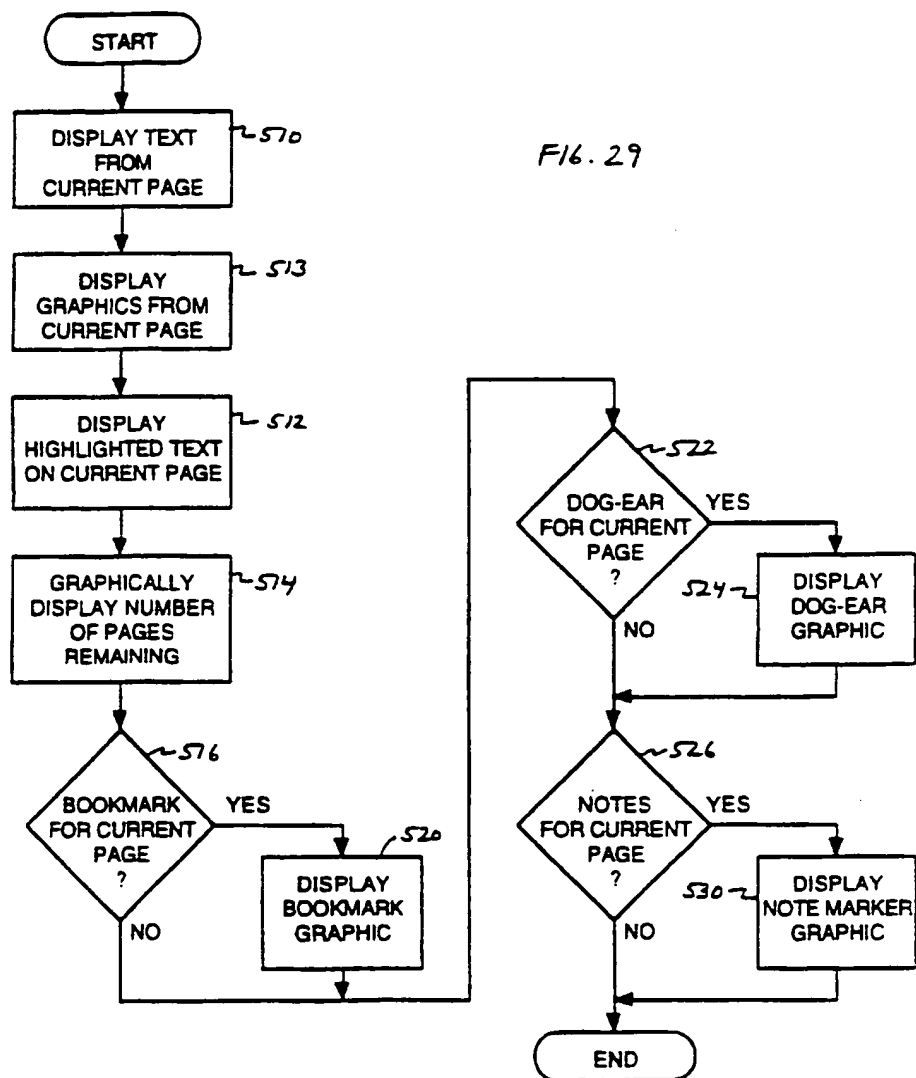 START
DISPLAY TEXT
FROM
CURRENT PAGE
510
FIG. 29
DISPLAY
GRAPHICS FROM
CURRENT PAGE
513
DISPLAY
HIGHLIGHTED TEXT
ON CURRENT PAGE
512
GRAPHICALLY
DISPLAY NUMBER
OF PAGES
REMAINING
514
516
BOOKMARK
FOR CURRENT
PAGE
?
YES
NO
520
DISPLAY
BOOKMARK
GRAPHIC
522
DOG-EAR
FOR CURRENT
PAGE
?
YES
NO
524
DISPLAY
DOG-EAR
GRAPHIC
526
NOTES
FOR CURRENT
PAGE
?
YES
NO
530
DISPLAY
NOTE MARKER
GRAPHIC
END